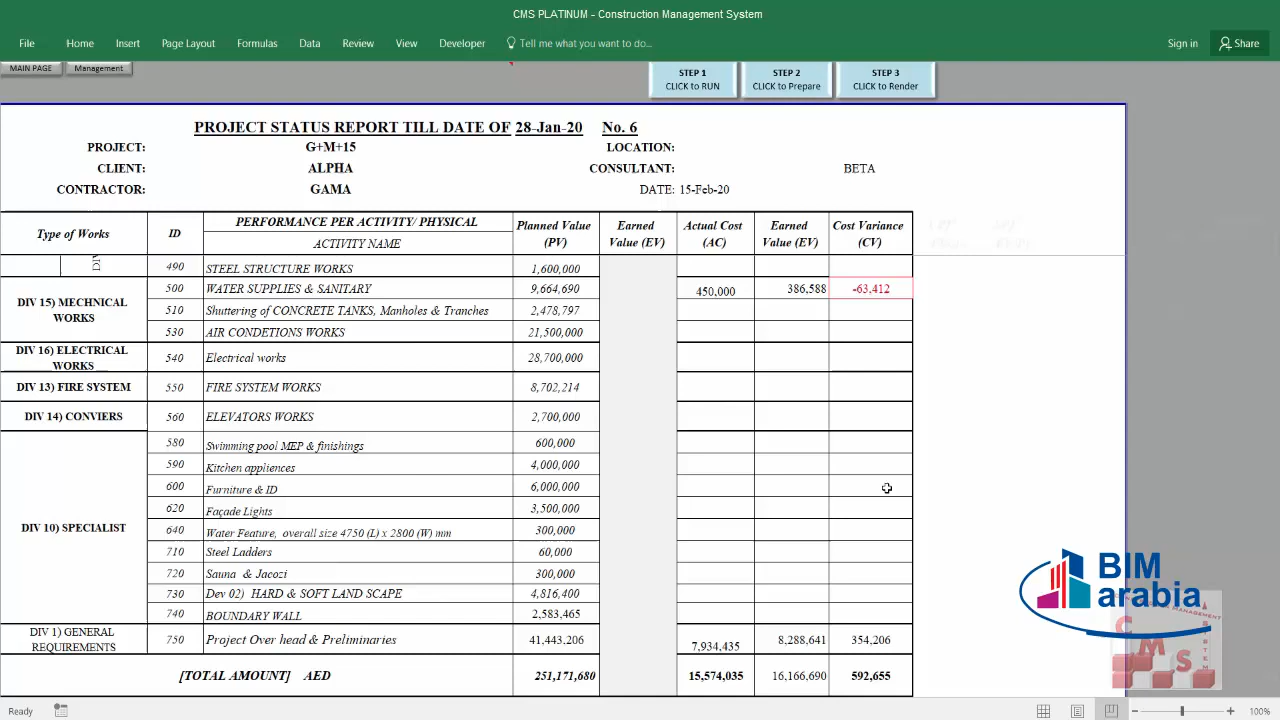 CMS PLATINUM - Construction Management System
File Home Insert Page Layout Formulas Data Review View Developer Tell me what you want to do... Sign in Share
MAIN PAGE Management
STEP 1 STEP 2 STEP 3
CLICK to RUN CLICK to Prepare CLICK to Render
PROJECT STATUS REPORT TILL DATE OF 28-Jan-20 No. 6
PROJECT: G+M+15 LOCATION:
CLIENT: ALPHA CONSULTANT: BETA
CONTRACTOR: GAMA DATE: 15-Feb-20
Type of Works ID PERFORMANCE PER ACTIVITY/ PHYSICAL Planned Value (PV) Earned Value (EV) Actual Cost (AC) Earned Value (EV) Cost Variance (CV)
ACTIVITY NAME
DIV 490 STEEL STRUCTURE WORKS 1,600,000
DIV 15) MECHNICAL WORKS
500 WATER SUPPLIES & SANITARY 9,664,690 450,000 386,588 -63,412
510 Shuttering of CONCRETE TANKS, Manholes & Tranches 2,478,797
530 AIR CONDETIONS WORKS 21,500,000
DIV 16) ELECTRICAL WORKS 540 Electrical works 28,700,000
DIV 13) FIRE SYSTEM 550 FIRE SYSTEM WORKS 8,702,214
DIV 14) CONVIERS 560 ELEVATORS WORKS 2,700,000
DIV 10) SPECIALIST
580 Swimming pool MEP & finishings 600,000
590 Kitchen appliences 4,000,000
600 Furniture & ID 6,000,000
620 Façade Lights 3,500,000
640 Water Feature, overall size 4750 (L) x 2800 (W) mm 300,000
710 Steel Ladders 60,000
720 Sauna & Jacozi 300,000
730 Dev 02) HARD & SOFT LAND SCAPE 4,816,400
740 BOUNDARY WALL 2,583,465
DIV 1) GENERAL REQUIREMENTS 750 Project Over head & Preliminaries 41,443,206 7,934,435 8,288,641 354,206
[TOTAL AMOUNT] AED 251,171,680 15,574,035 16,166,690 592,655
BIM
arabia
CMS
Ready 100%